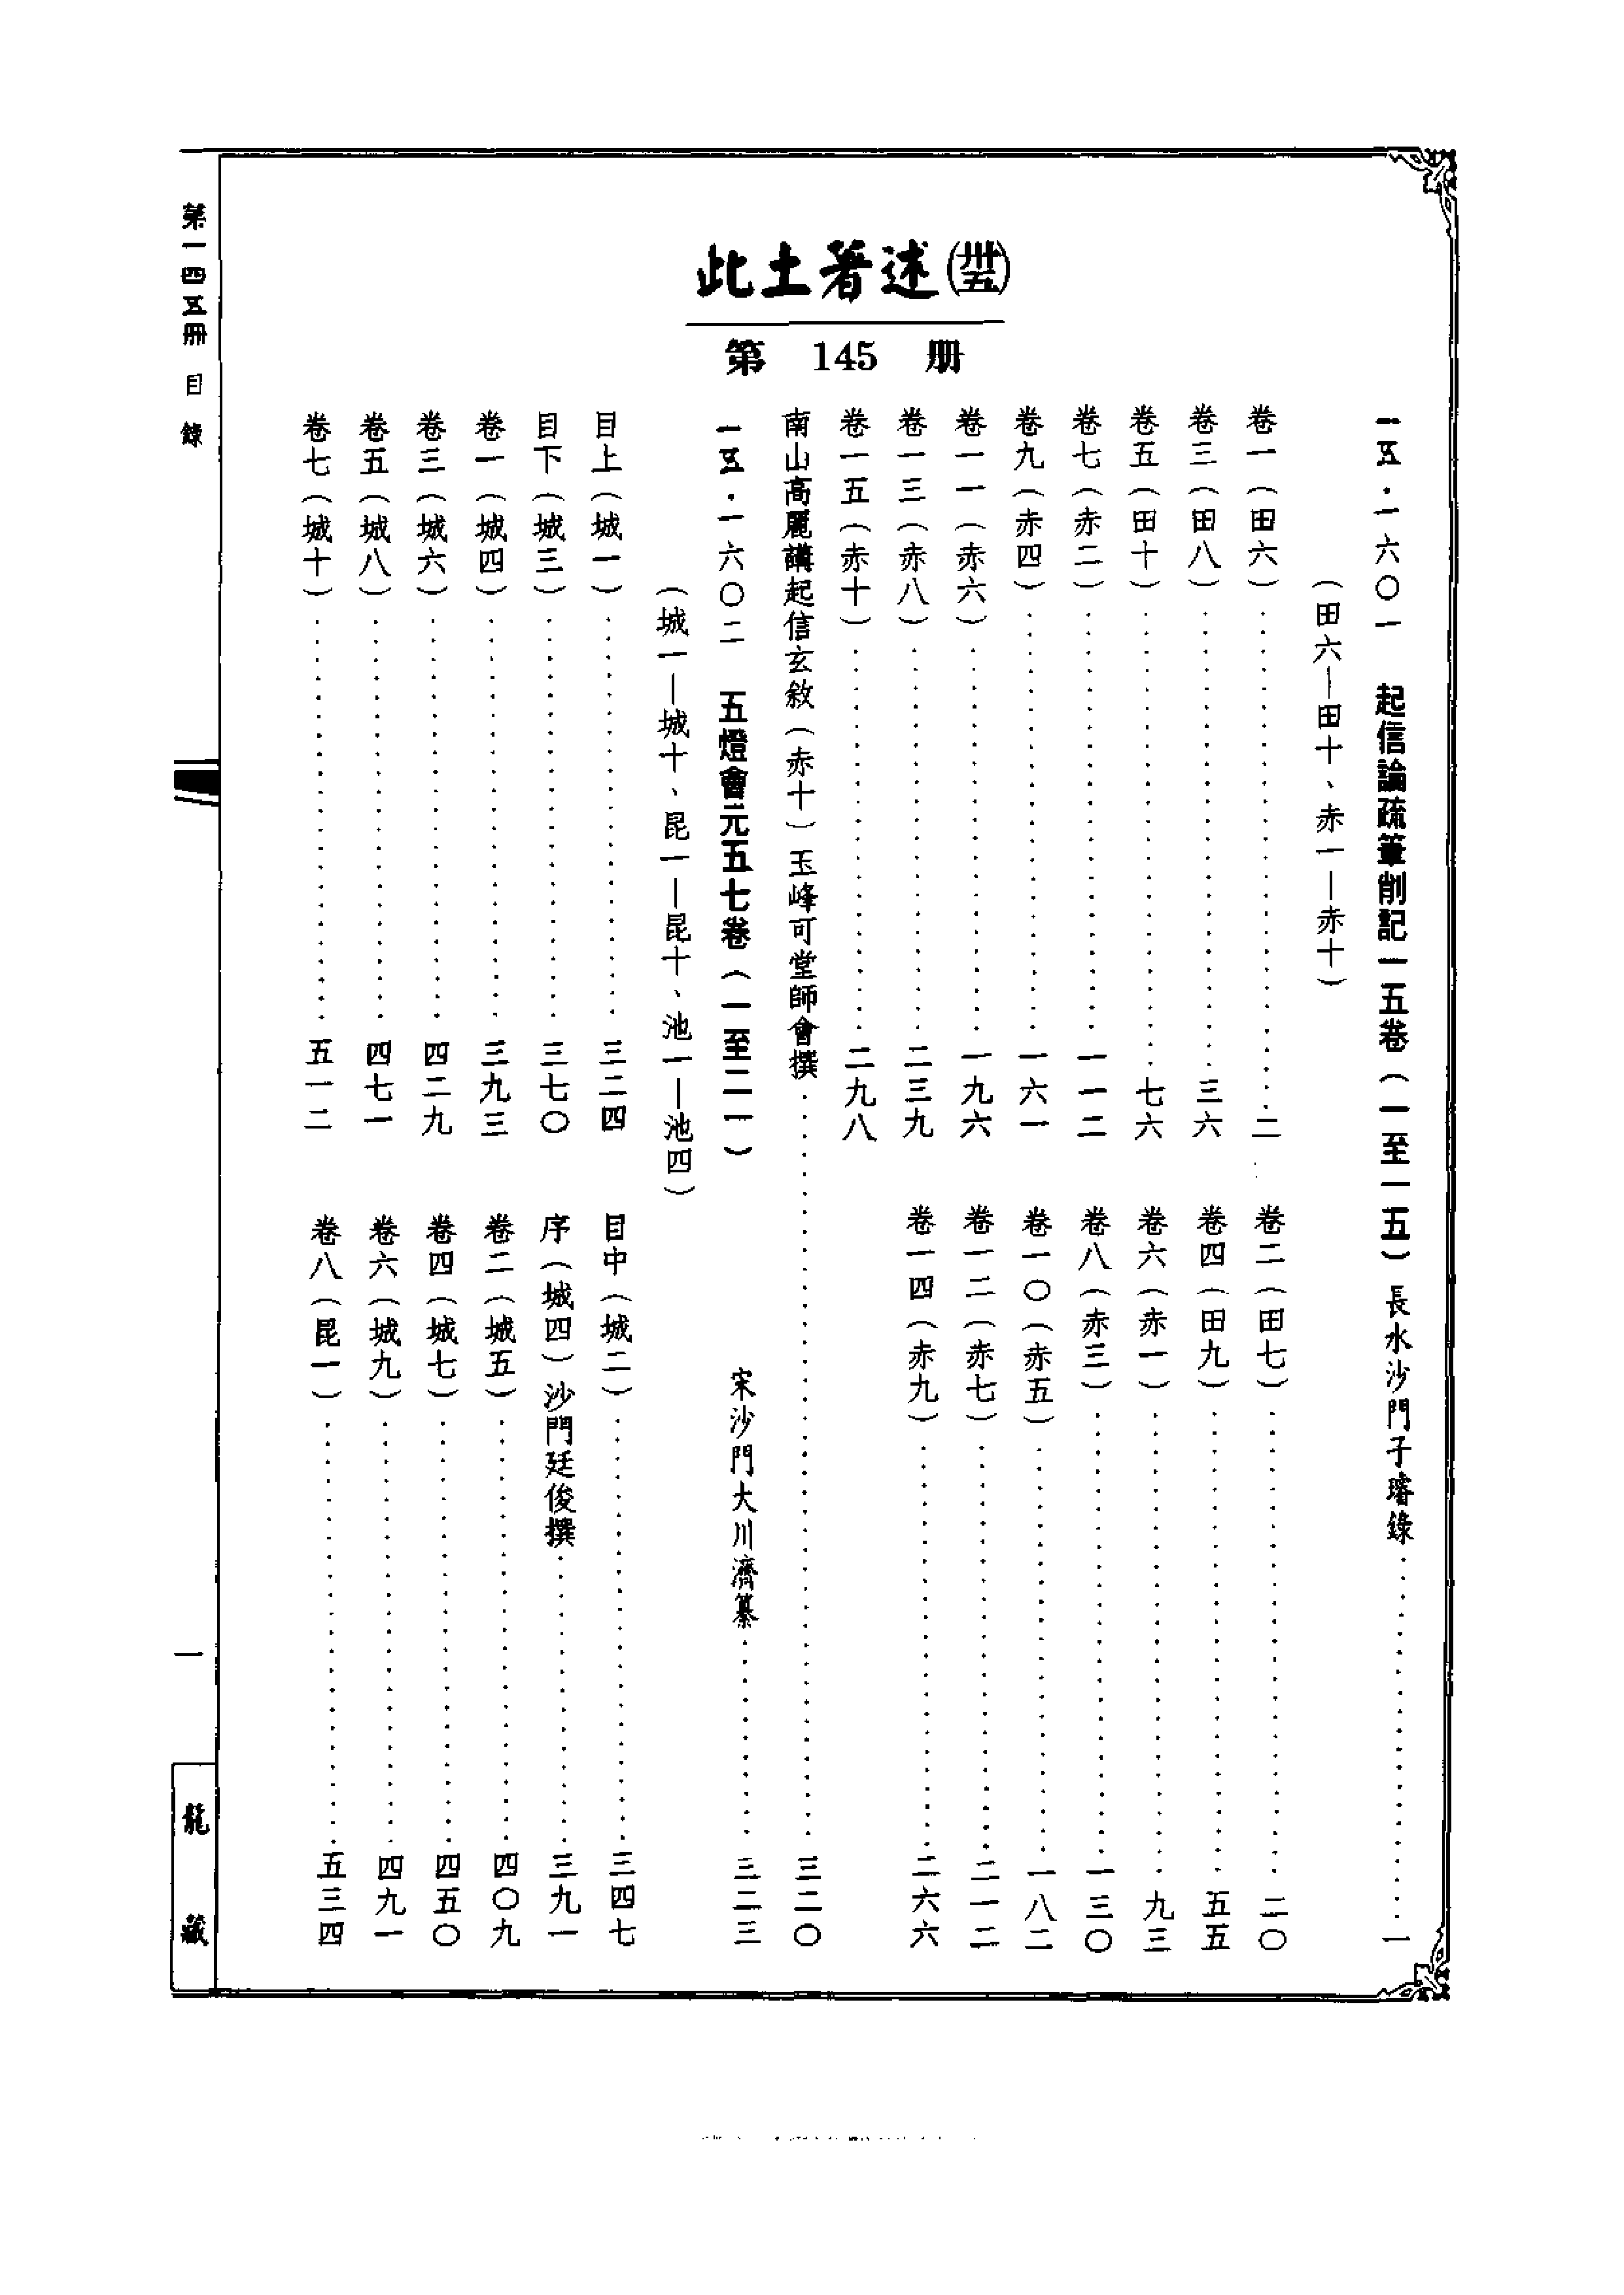 此土著述(卅五)
第 145 册
一五·一六〇一 起信論疏筆削記一五卷（一至一五）長水沙門子璿錄……一
（田六—田十、赤一—赤十）
卷一（田六）……二
卷二（田七）……二〇
卷三（田八）……三六
卷四（田九）……五五
卷五（田十）……七六
卷六（赤一）……九三
卷七（赤二）……一一二
卷八（赤三）……一三〇
卷九（赤四）……一六一
卷一〇（赤五）……一八二
卷一一（赤六）……一九六
卷一二（赤七）……二一二
卷一三（赤八）……二三九
卷一四（赤九）……二六六
卷一五（赤十）……二九八
南山高麗講起信玄敘（赤十）玉峰可堂師會撰……三二〇
一五·一六〇二 五燈會元五七卷（一至二一） 宋沙門大川濟纂……三二三
（城一—城十、昆一—昆十、池一—池四）
目上（城一）……三二四
目中（城二）……三四七
目下（城三）……三七〇
序（城四）沙門廷俊撰……三九一
卷一（城四）……三九三
卷二（城五）……四〇九
卷三（城六）……四二九
卷四（城七）……四五〇
卷五（城八）……四七一
卷六（城九）……四九一
卷七（城十）……五一二
卷八（昆一）……五三四
第一四五册 目錄
一
龍藏